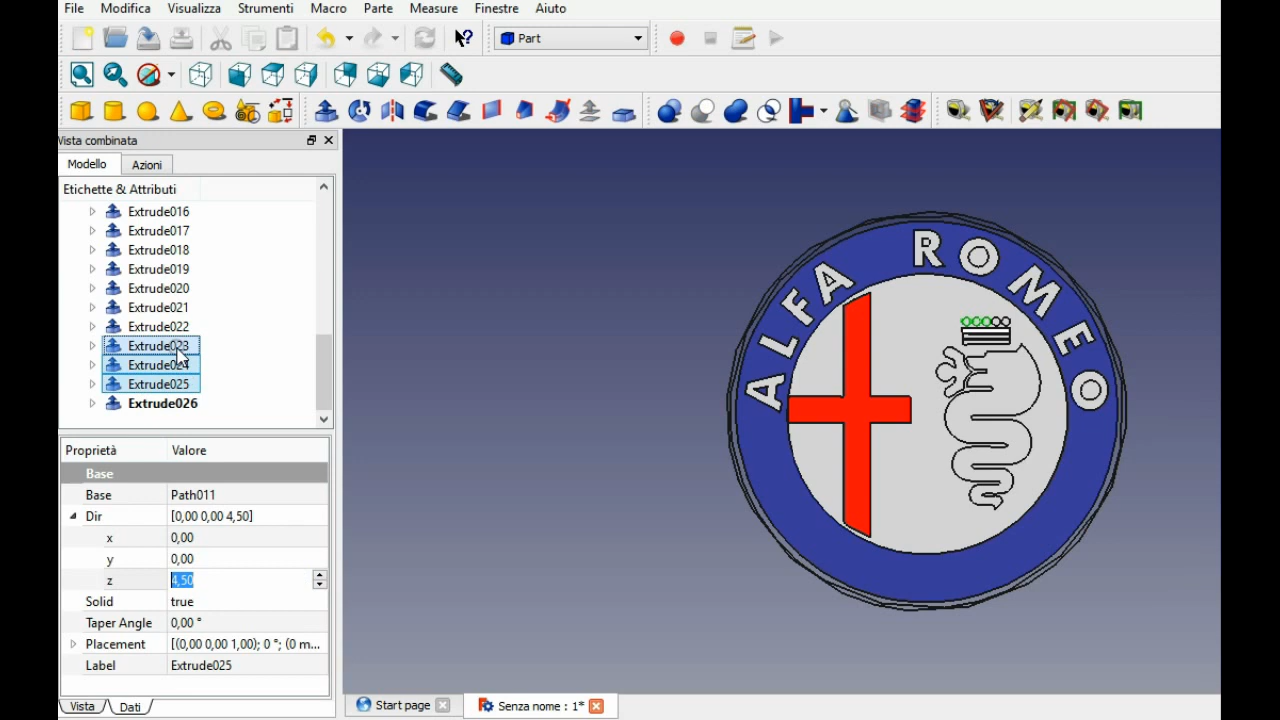 File Modifica Visualizza Strumenti Macro Parte Measure Finestre Aiuto
Part
Vista combinata
Modello Azioni
Etichette & Attributi
Extrude016
Extrude017
Extrude018
Extrude019
Extrude020
Extrude021
Extrude022
Extrude023
Extrude024
Extrude025
Extrude026
Proprietà Valore
Base
Base Path011
Dir [0,00 0,00 4,50]
x 0,00
y 0,00
z 4,50
Solid true
Taper Angle 0,00 °
Placement [(0,00 0,00 1,00); 0 °; (0 m...
Label Extrude025
Vista Dati
Start page Senza nome : 1*
ALFA ROMEO